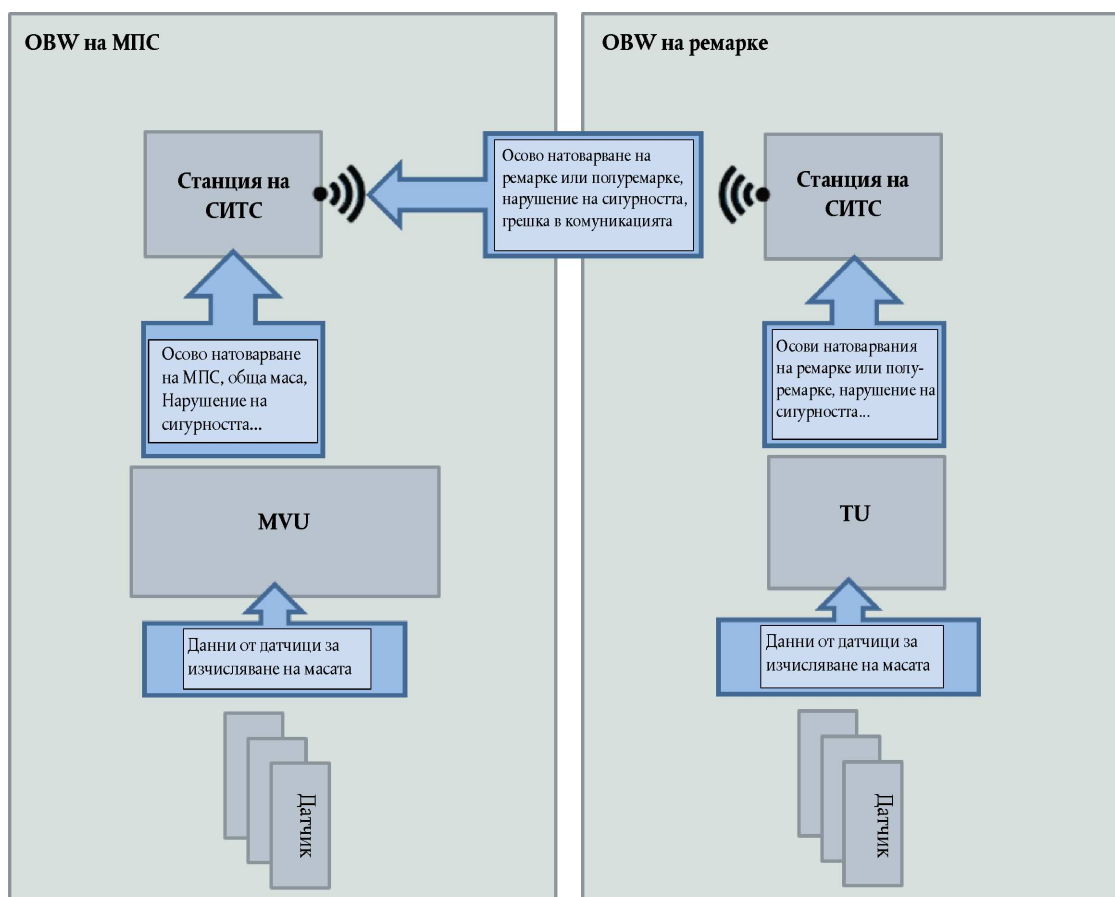 OBW на МПС
Станция на
СИТС
Осово натоварване
на МПС, обща маса,
Нарушение на
сигурността...
MVU
Данни от датчици за
изчисляване на масата
Датчик
Осово натоварване на
ремарке или полуремарке,
нарушение на сигурността,
грешка в комуникацията
OBW на ремарке
Станция на
СИТС
Осови натоварвания
на ремарке или полу-
ремарке, нарушение на
сигурността...
TU
Данни от датчици за
изчисляване на масата
Датчик